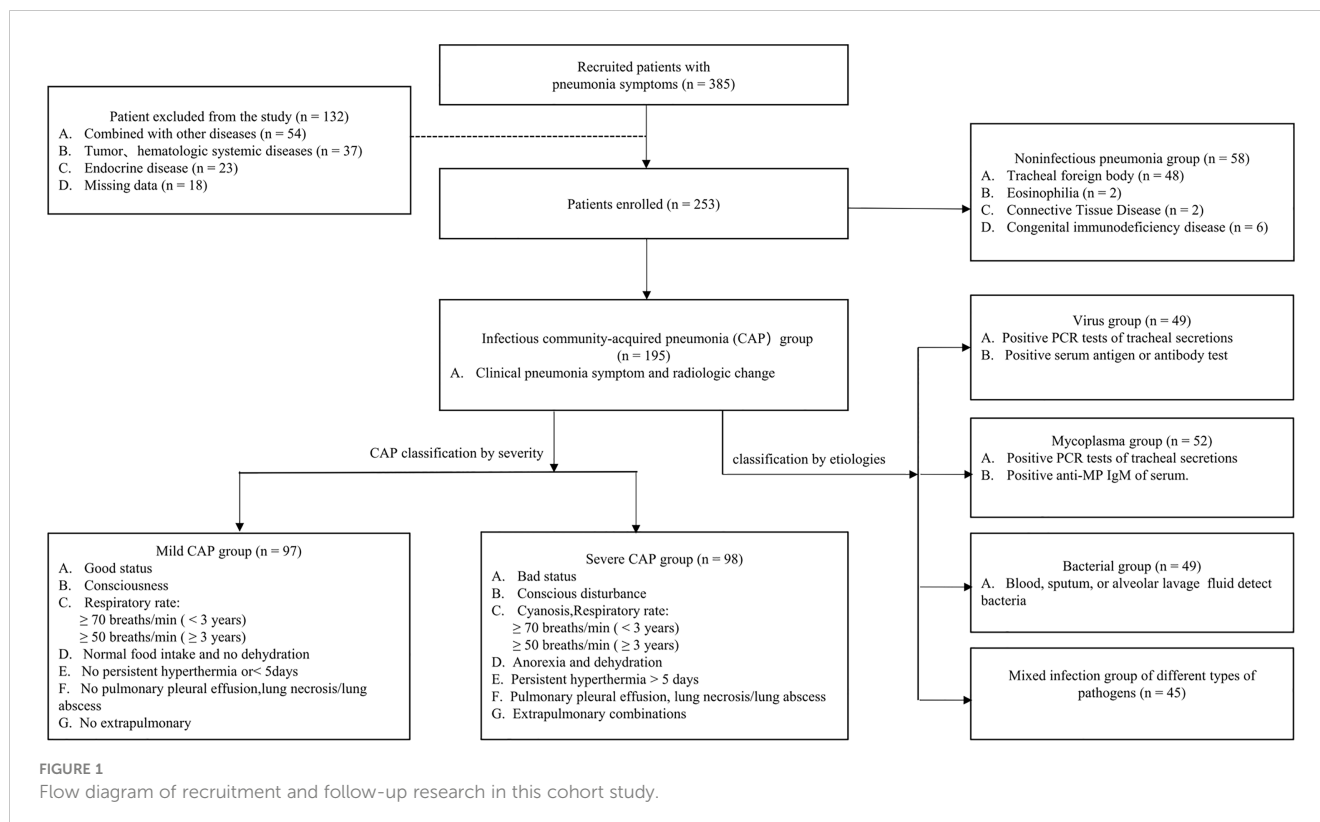 Recruited patients with
pneumonia symptoms (n = 385)
Patient excluded from the study (n = 132)
A. Combined with other diseases (n = 54)
B. Tumor、hematologic systemic diseases (n = 37)
C. Endocrine disease (n = 23)
D. Missing data (n = 18)
Patients enrolled (n = 253)
Noninfectious pneumonia group (n = 58)
A. Tracheal foreign body (n = 48)
B. Eosinophilia (n = 2)
C. Connective Tissue Disease (n = 2)
D. Congenital immunodeficiency disease (n = 6)
Infectious community-acquired pneumonia (CAP）group
(n = 195)
A. Clinical pneumonia symptom and radiologic change
CAP classification by severity
classification by etiologies
Virus group (n = 49)
A. Positive PCR tests of tracheal secretions
B. Positive serum antigen or antibody test
Mycoplasma group (n = 52)
A. Positive PCR tests of tracheal secretions
B. Positive anti-MP IgM of serum.
Bacterial group (n = 49)
A. Blood, sputum, or alveolar lavage fluid detect
bacteria
Mixed infection group of different types of
pathogens (n = 45)
Mild CAP group (n = 97)
A. Good status
B. Consciousness
C. Respiratory rate:
≥ 70 breaths/min ( < 3 years)
≥ 50 breaths/min ( ≥ 3 years)
D. Normal food intake and no dehydration
E. No persistent hyperthermia or< 5days
F. No pulmonary pleural effusion,lung necrosis/lung
abscess
G. No extrapulmonary
Severe CAP group (n = 98)
A. Bad status
B. Conscious disturbance
C. Cyanosis,Respiratory rate:
≥ 70 breaths/min ( < 3 years)
≥ 50 breaths/min ( ≥ 3 years)
D. Anorexia and dehydration
E. Persistent hyperthermia > 5 days
F. Pulmonary pleural effusion, lung necrosis/lung abscess
G. Extrapulmonary combinations
FIGURE 1
Flow diagram of recruitment and follow-up research in this cohort study.